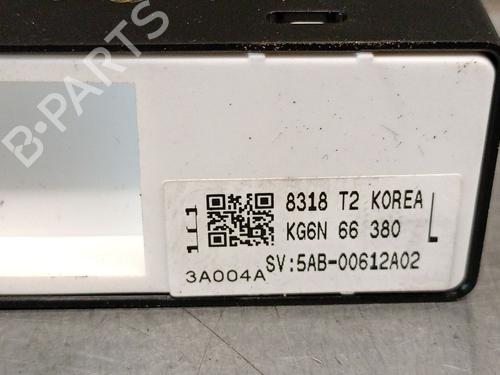 B-PARTS
8318 T2 KOREA
KG6N 66 380
SV:5AB-00612A02
3A004A